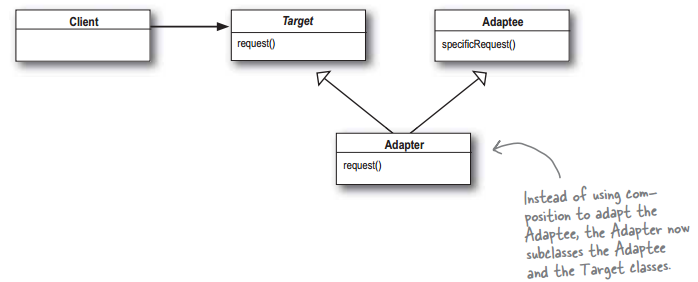 Client
Target
request()
Adaptee
specificRequest()
Adapter
request()
Instead of using com-
position to adapt the
Adaptee, the Adapter now
subclasses the Adaptee
and the Target classes.